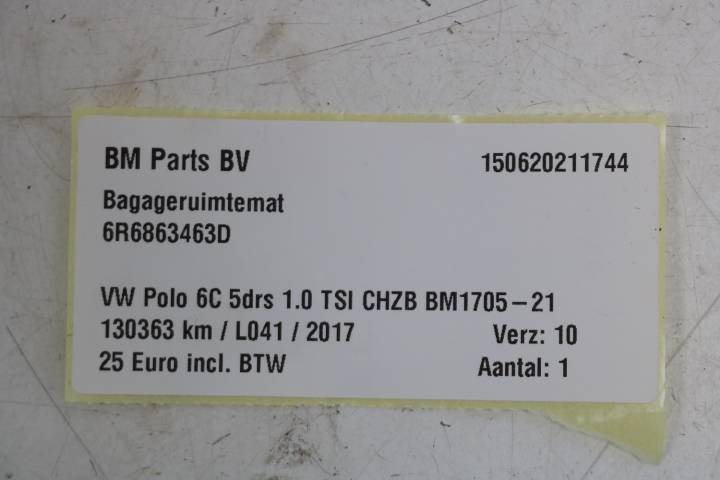 BM Parts BV 150620211744
Bagageruimtemat
6R6863463D
VW Polo 6C 5drs 1.0 TSI CHZB BM1705-21
130363 km / L041 / 2017 Verz: 10
25 Euro incl. BTW Aantal: 1